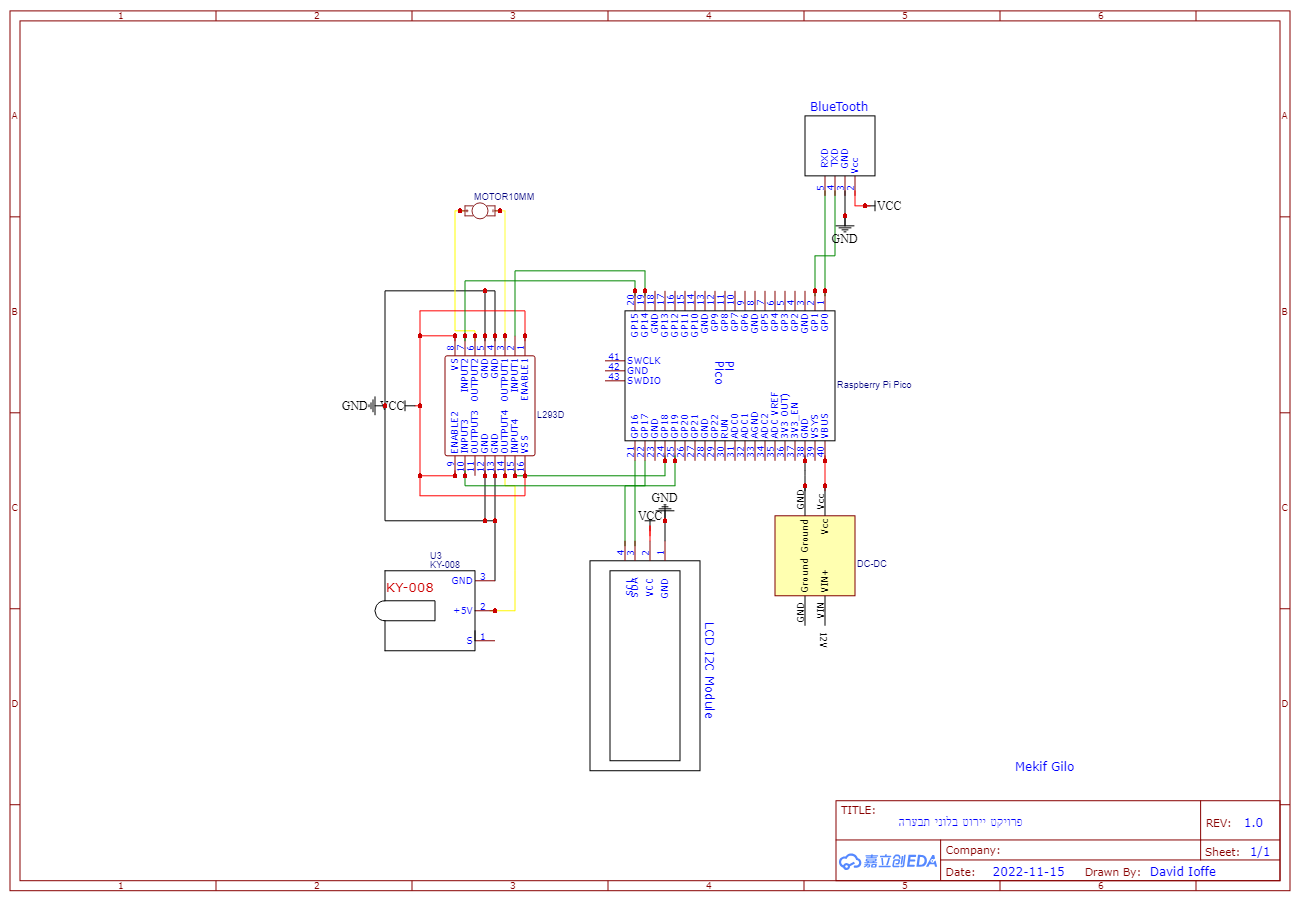 1 2 3 4 5 6
A A
B B
C C
D D
BlueTooth
RXD
TXD
GND
Vcc
5 4 3 2
VCC
GND
MOTOR10MM
20 19 18 17 16 15 14 13 12 11 10 9 8 7 6 5 4 3 2 1
GP15 GP14 GND GP13 GP12 GP11 GP10 GND GP9 GP8 GP7 GP6 GND GP5 GP4 GP3 GP2 GND GP1 GP0
41 SWCLK
42 GND
43 SWDIO
Pi
Pico
Raspberry Pi Pico
GP16 GP17 GND GP18 GP19 GP20 GP21 GND GP22 RUN ADC0 ADC1 AGND ADC2 ADC_VREF 3V3_OUT) 3V3_EN GND VSYS VBUS
21 22 23 24 25 26 27 28 29 30 31 32 33 34 35 36 37 38 39 40
8 7 6 5 4 3 2 1
VS INPUT2 OUTPUT2 GND GND OUTPUT1 INPUT1 ENABLE1
GND
VCC
L293D
ENABLE2 INPUT3 OUTPUT3 GND GND OUTPUT4 INPUT4 VSS
9 10 11 12 13 14 15 16
GND
VCC
4 3 2 1
SCL SDA VCC GND
LCD I2C Module
U3
KY-008
KY-008
GND 3
+5V 2
S 1
GND Vcc
Ground Vcc
Ground VIN+
GND VIN
12V
DC-DC
Mekif Gilo
TITLE:
פרויקט יירוט בלוני תבערה
REV: 1.0
嘉立创EDA
Company:
Sheet: 1/1
Date: 2022-11-15
Drawn By: David Ioffe
1 2 3 4 5 6